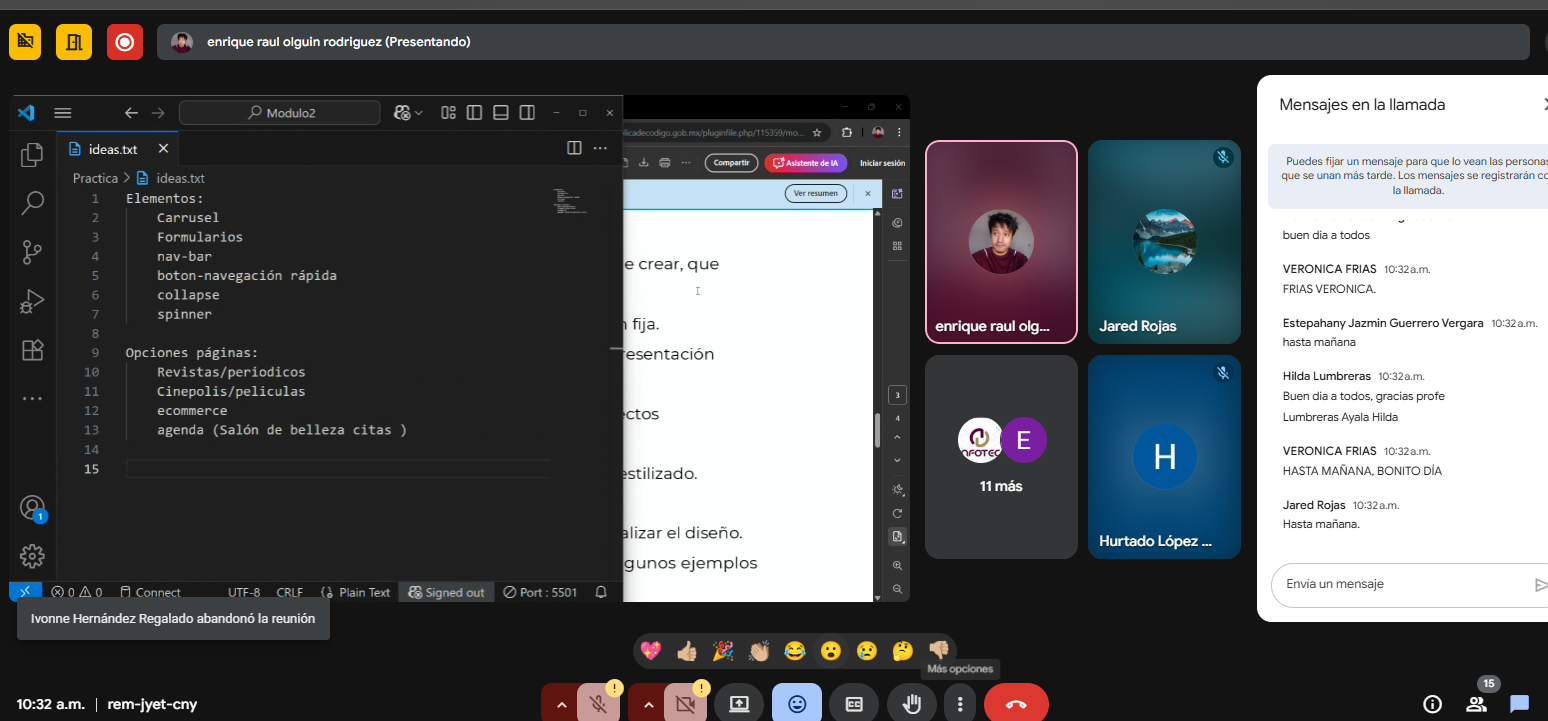 enrique raul olguin rodriguez (Presentando)
Modulo2
ideas.txt
Practica > ideas.txt
1 Elementos:
2 Carrusel
3 Formularios
4 nav-bar
5 boton-navegación rápida
6 collapse
7 spinner
8
9 Opciones páginas:
10 Revistas/periodicos
11 Cinepolis/peliculas
12 ecommerce
13 agenda (Salón de belleza citas )
14
15
1
0 0 Connect UTF-8 CRLF Plain Text Signed out Port : 5501
licadecodigo.gob.mx/pluginfile.php/115359/mo...
Compartir Asistente de IA Iniciar sesión
Ver resumen
e crear, que
n fija.
resentación
ectos
estilizado.
alizar el diseño.
gunos ejemplos
3
4
Ivonne Hernández Regalado abandonó la reunión
enrique raul olg...
Jared Rojas
NFOTEC E
11 más
H
Hurtado López ...
Mensajes en la llamada
Puedes fijar un mensaje para que lo vean las personas
que se unan más tarde. Los mensajes se registrarán co
la llamada.
buen dia a todos
VERONICA FRIAS 10:32 a.m.
FRIAS VERONICA.
Estepahany Jazmin Guerrero Vergara 10:32 a.m.
hasta mañana
Hilda Lumbreras 10:32 a.m.
Buen dia a todos, gracias profe
Lumbreras Ayala Hilda
VERONICA FRIAS 10:32 a.m.
HASTA MAÑANA, BONITO DÍA
Jared Rojas 10:32 a.m.
Hasta mañana.
Envía un mensaje
Más opciones
10:32 a.m. | rem-jyet-cny
15